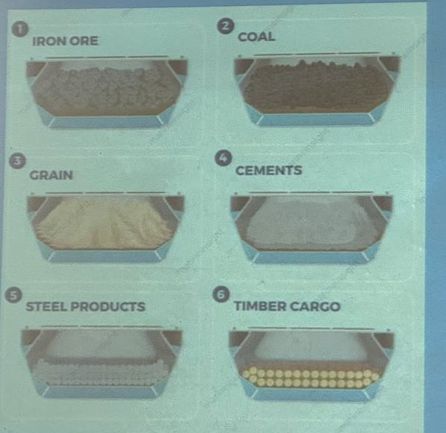 1
IRON ORE
2
COAL
3
GRAIN
4
CEMENTS
5
STEEL PRODUCTS
6
TIMBER CARGO